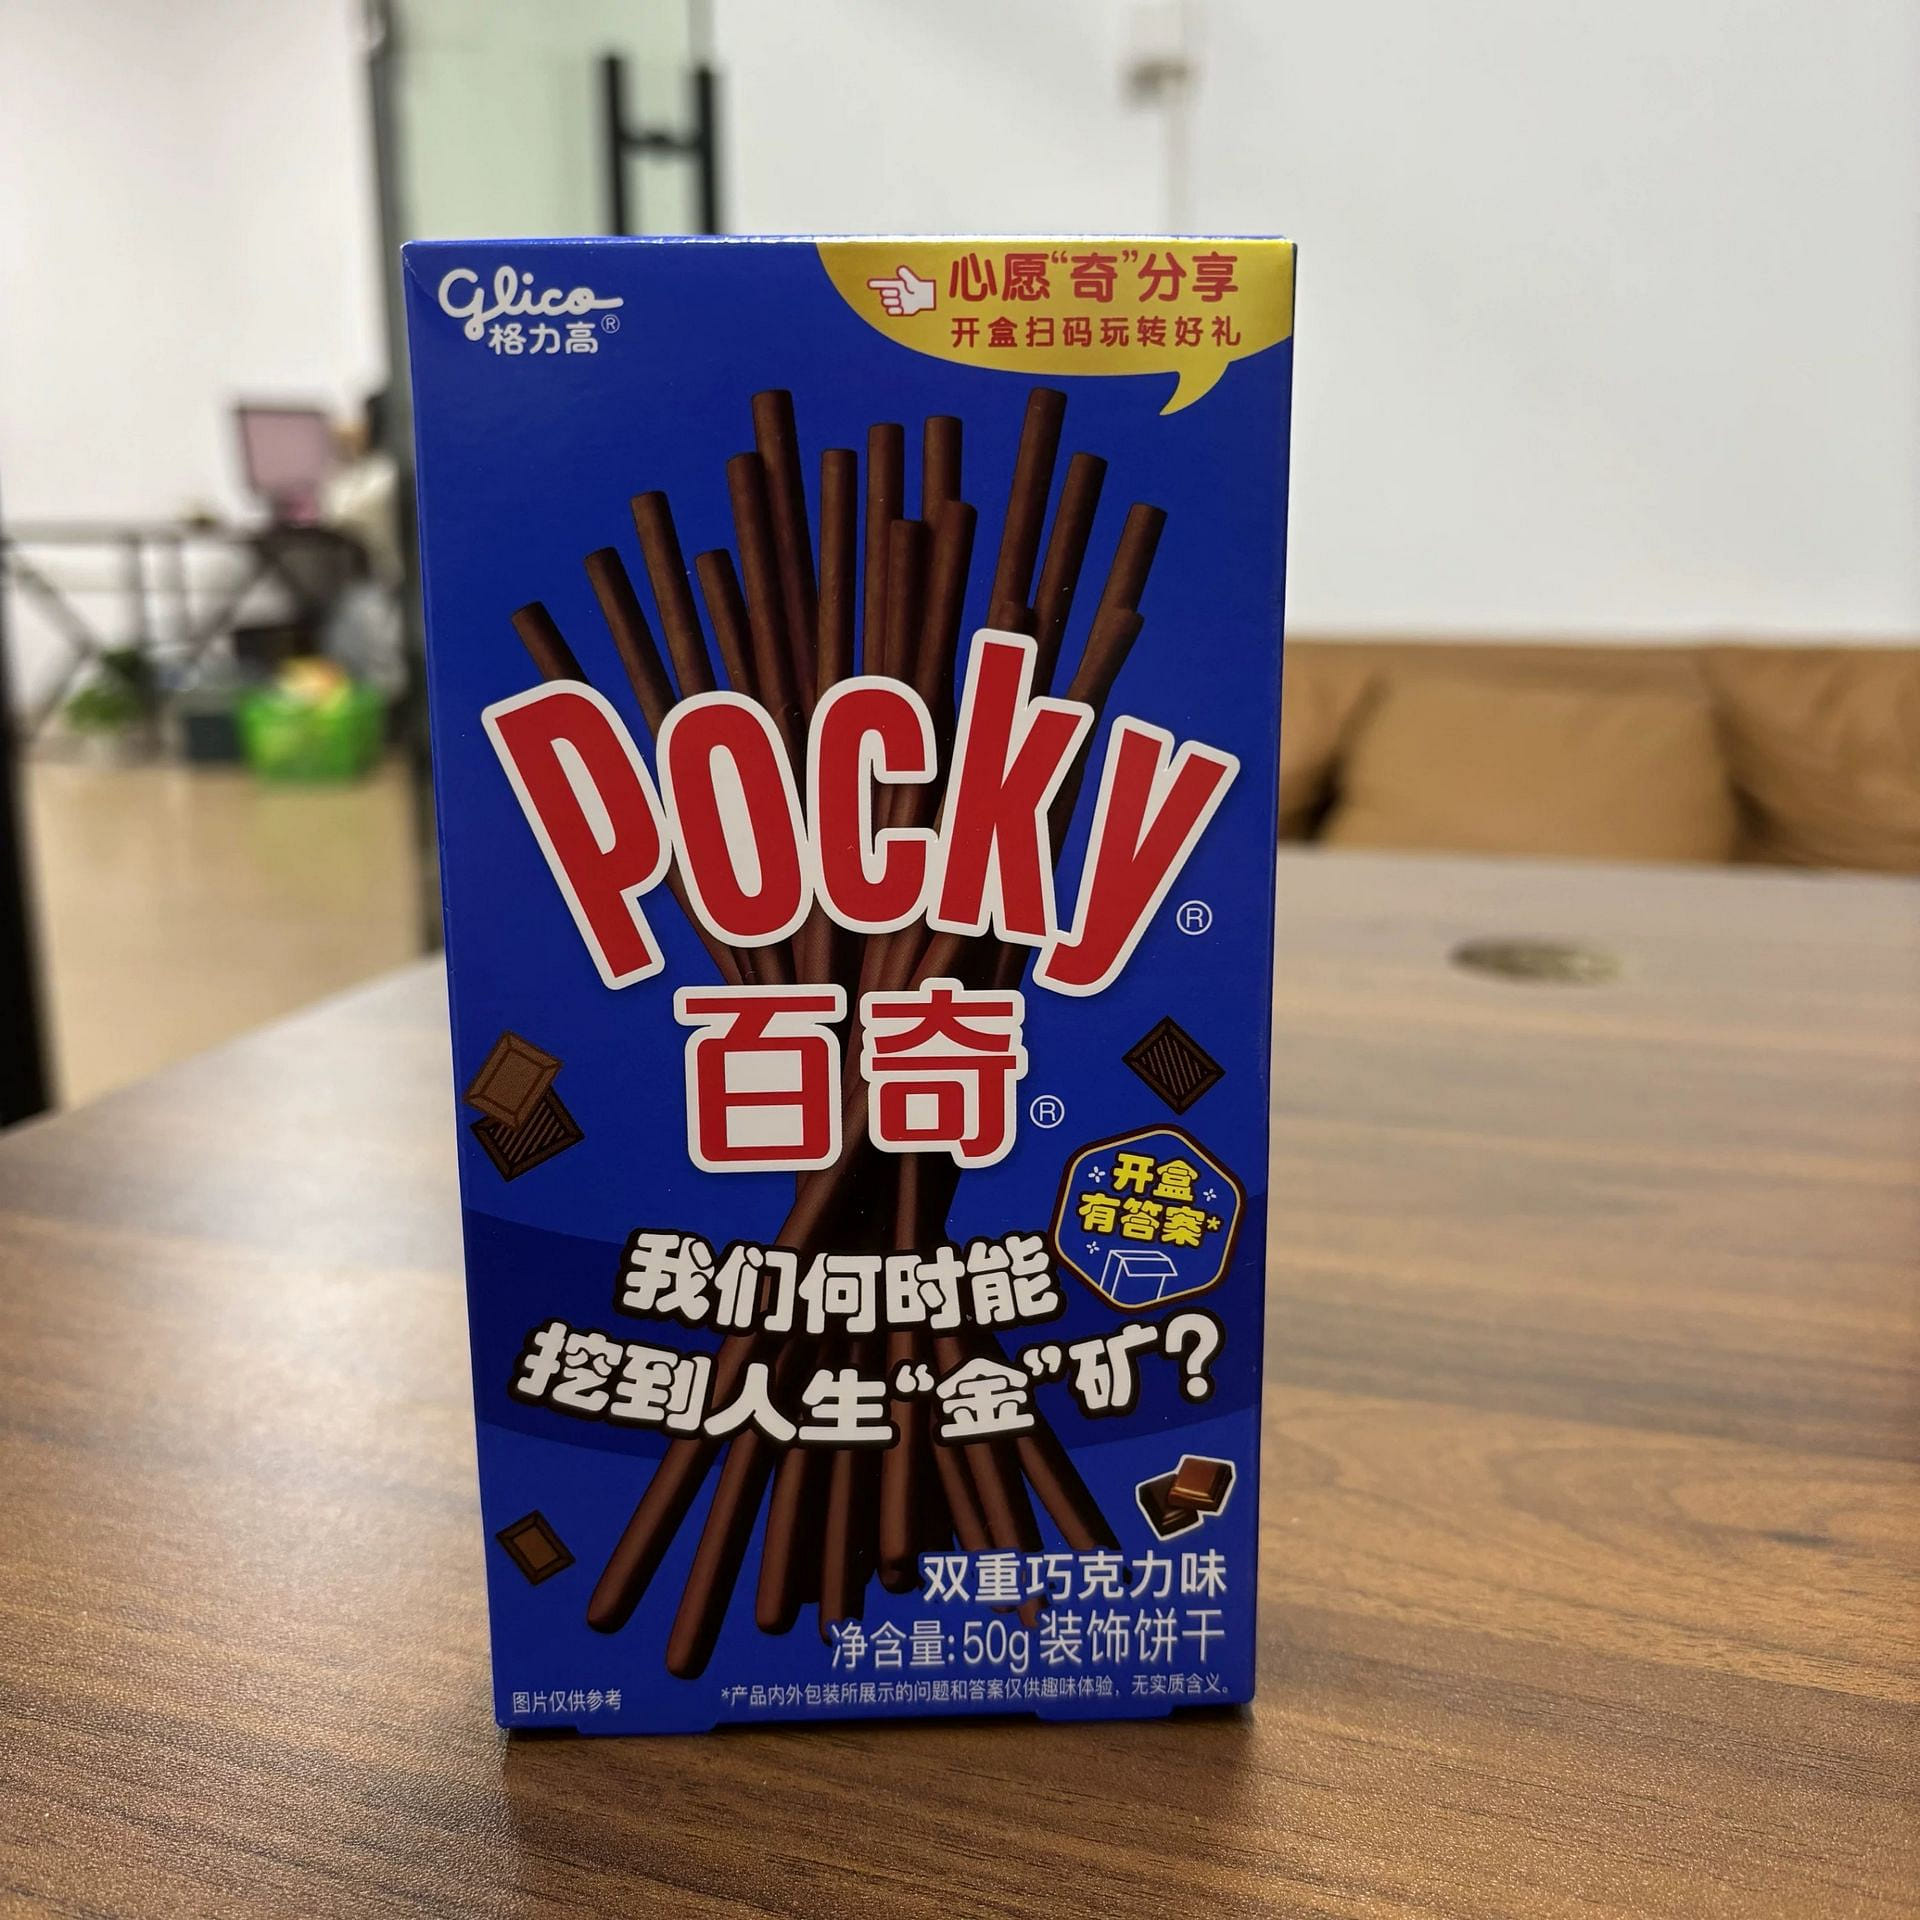 Glico
格力高®
心愿“奇”分享
开盒扫码玩转好礼
Pocky®
百奇®
开盒
有答案*
我们何时能
挖到人生“金”矿?
双重巧克力味
净含量:50g 装饰饼干
图片仅供参考
*产品内外包装所展示的问题和答案仅供趣味体验，无实质含义。